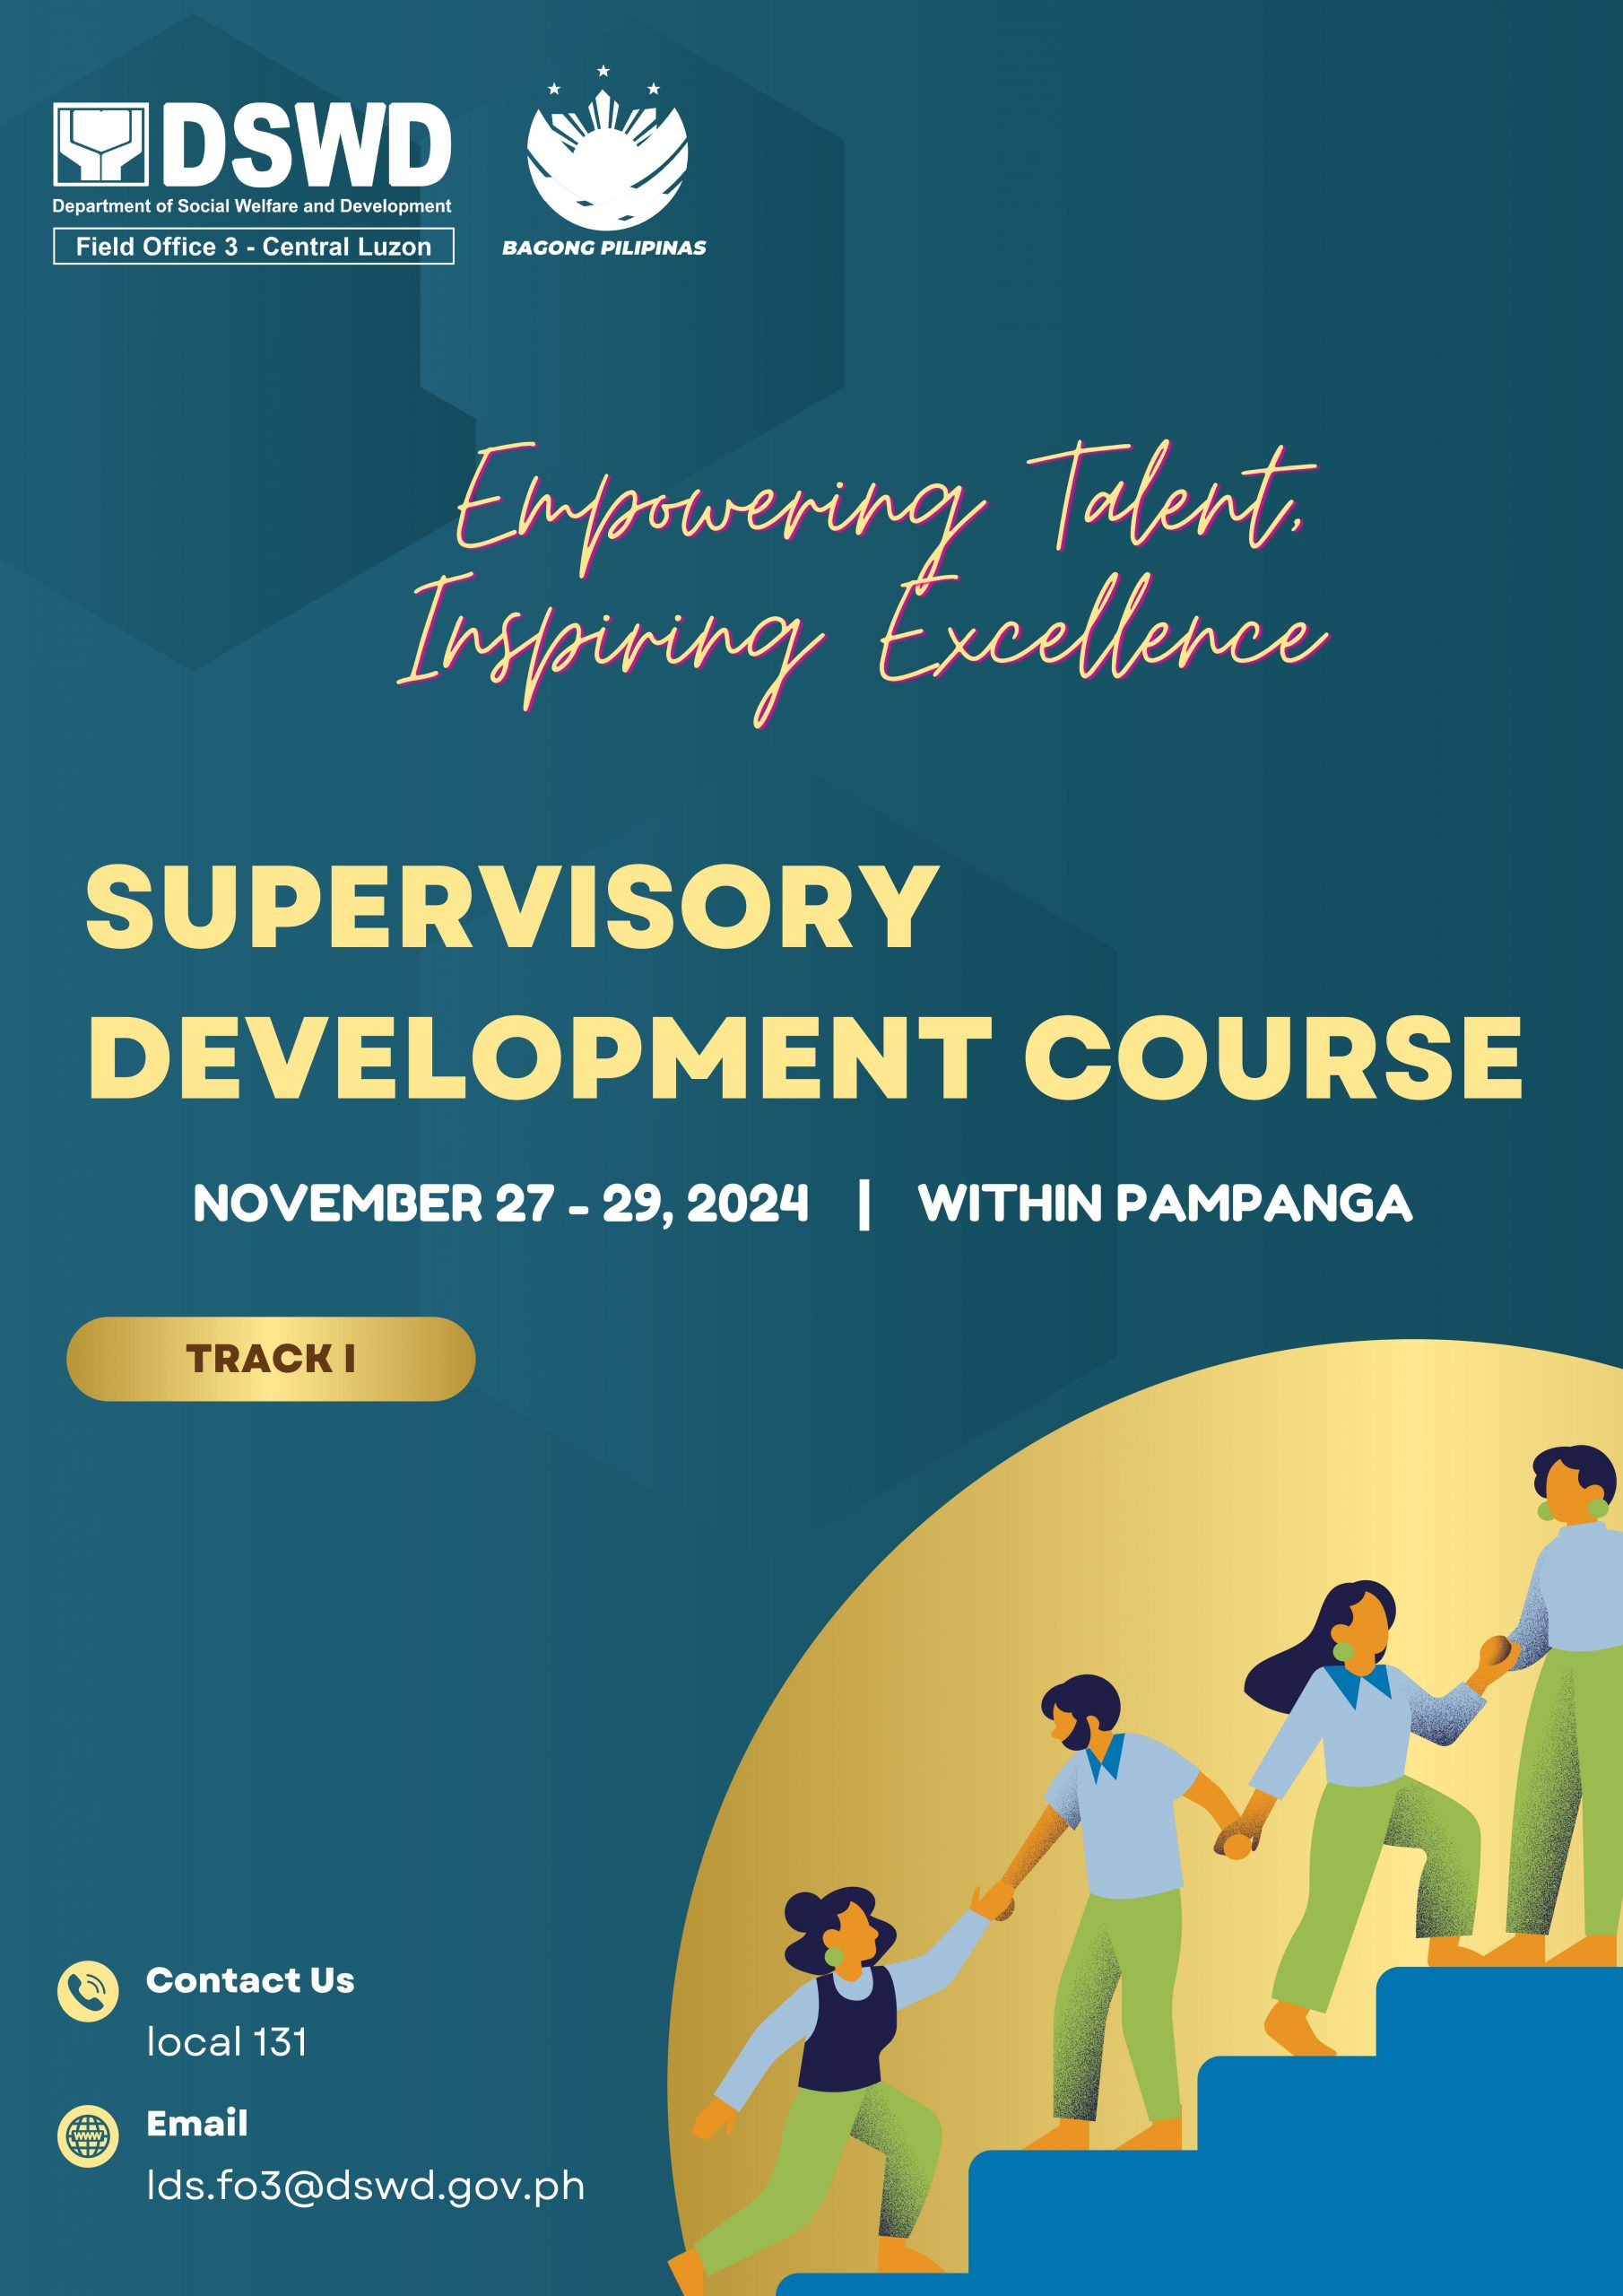 DSWD
Department of Social Welfare and Development
Field Office 3 - Central Luzon
BAGONG PILIPINAS
Empowering Talent,
Inspiring Excellence
SUPERVISORY
DEVELOPMENT COURSE
NOVEMBER 27 - 29, 2024 | WITHIN PAMPANGA
TRACK I
Contact Us
local 131
WWW
Email
lds.fo3@dswd.gov.ph